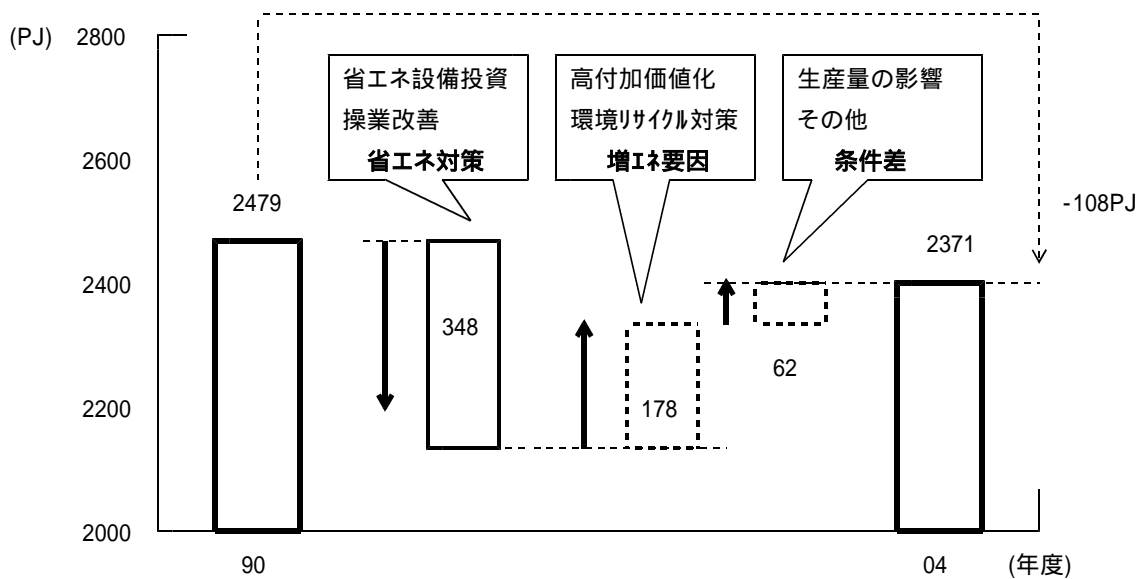 (PJ)
2800
2600
2400
2200
2000
省エネ設備投資
操業改善
省エネ対策
高付加価値化
環境ﾘｻｲｸﾙ対策
増ｴﾈ要因
生産量の影響
その他
条件差
2479
348
178
62
2371
-108PJ
90
04
(年度)